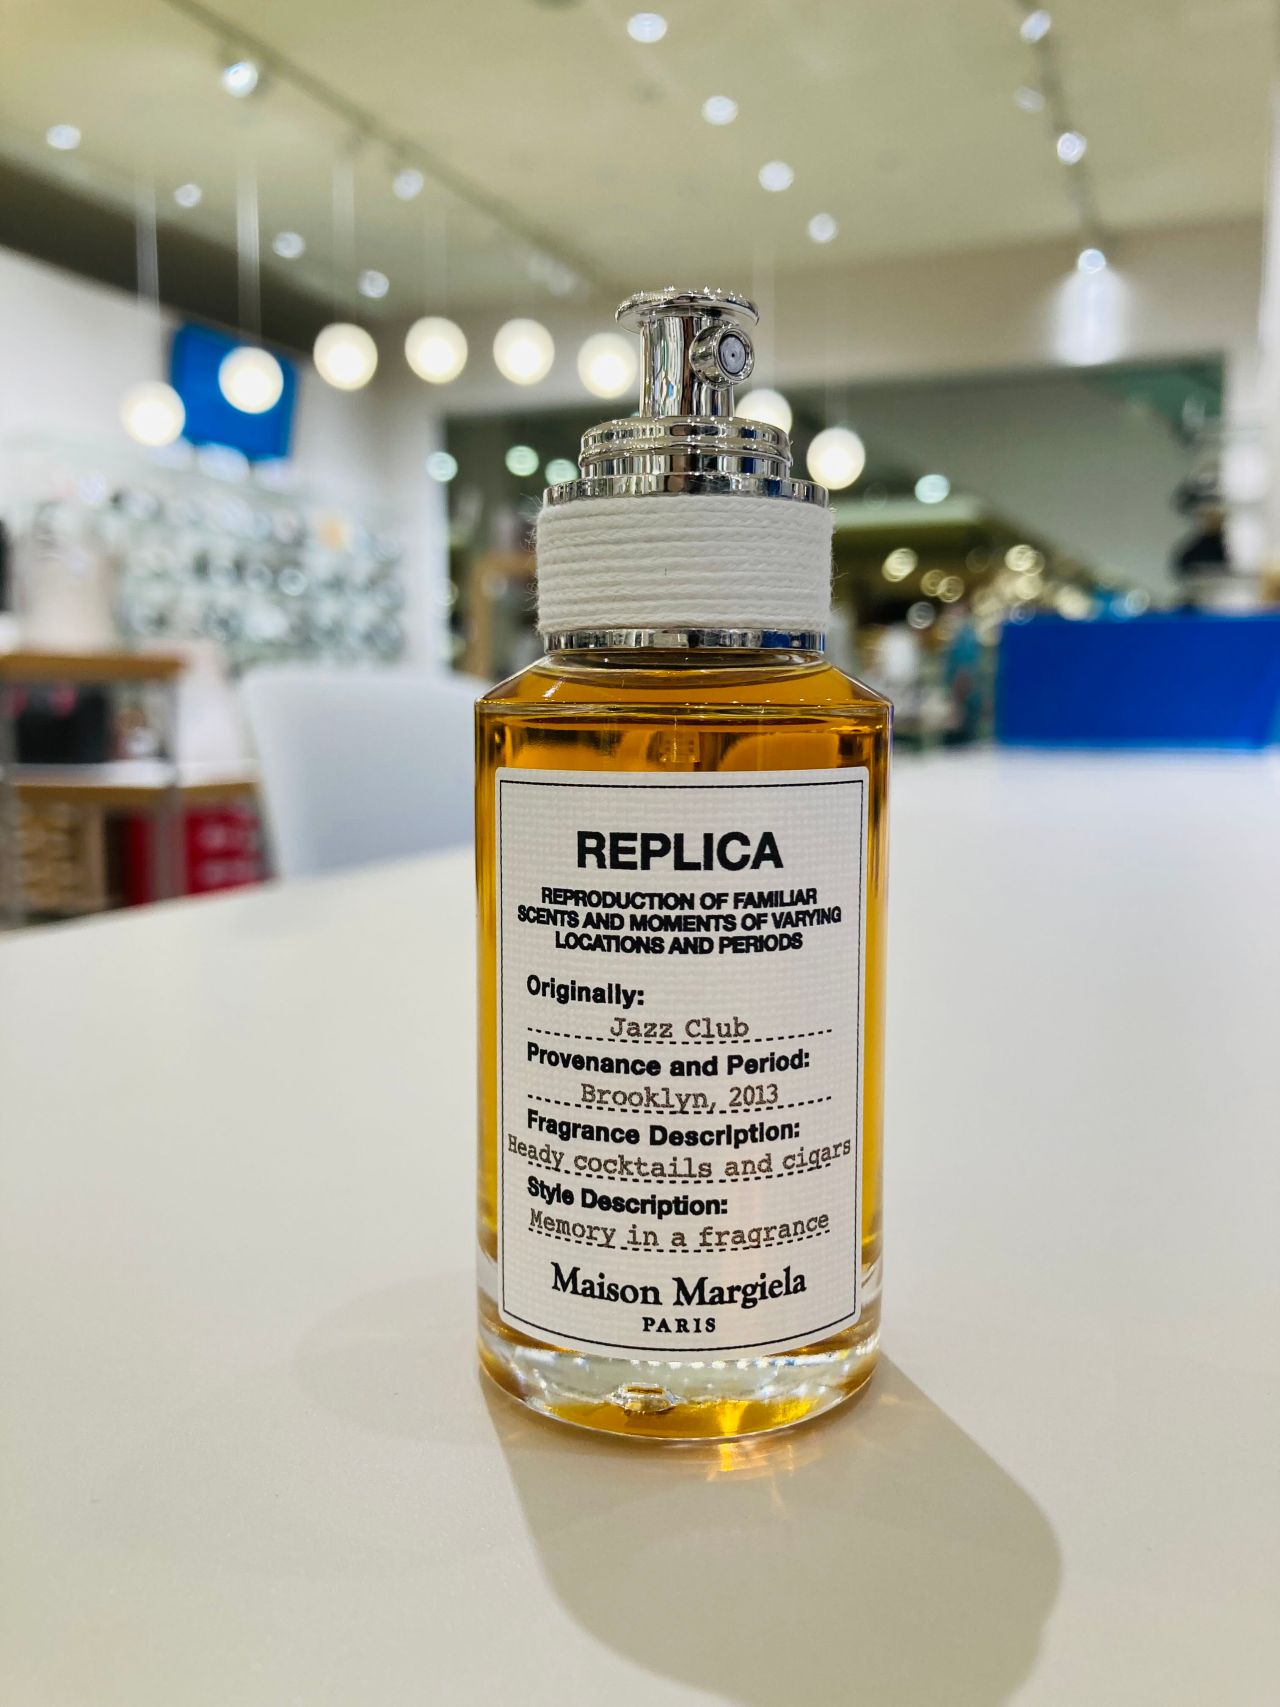 REPLICA
REPRODUCTION OF FAMILIAR
SCENTS AND MOMENTS OF VARYING
LOCATIONS AND PERIODS
Originally:
Jazz Club
Provenance and Period:
Brooklyn, 2013
Fragrance Description:
Heady cocktails and cigars
Style Description:
Memory in a fragrance
Maison Margiela
PARIS